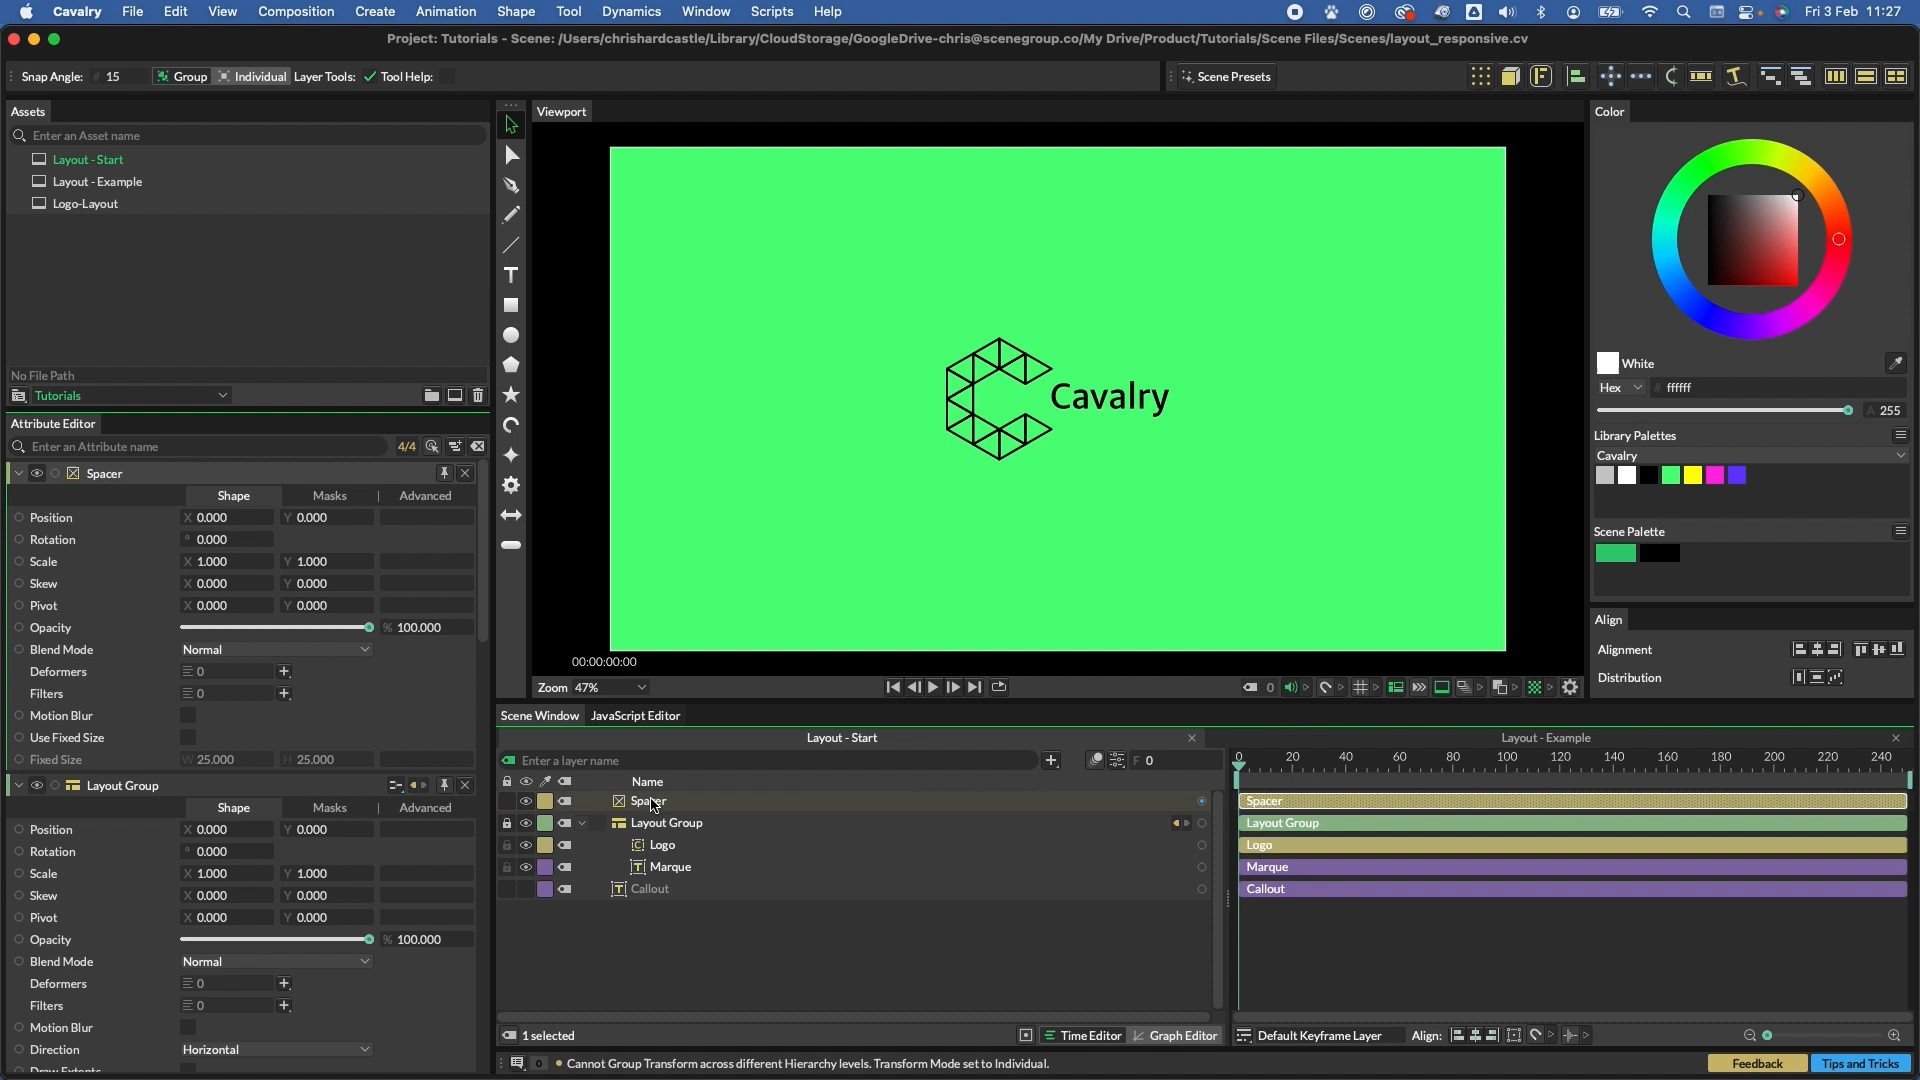 Cavalry File Edit View Composition Create Animation Shape Tool Dynamics Window Scripts Help Fri 3 Feb 11:27
Project: Tutorials - Scene: /Users/chrishardcastle/Library/CloudStorage/GoogleDrive-chris@scenegroup.co/My Drive/Product/Tutorials/Scene Files/Scenes/layout_responsive.cv
Snap Angle: 15 Group Individual Layer Tools: Tool Help: Scene Presets
Assets
Enter an Asset name
Layout - Start
Layout - Example
Logo-Layout
No File Path
Tutorials
Attribute Editor
Enter an Attribute name 4/4
Spacer
Shape Masks | Advanced
Position X 0.000 Y 0.000
Rotation ° 0.000
Scale X 1.000 Y 1.000
Skew X 0.000 Y 0.000
Pivot X 0.000 Y 0.000
Opacity % 100.000
Blend Mode Normal
Deformers 0
Filters 0
Motion Blur
Use Fixed Size
Fixed Size W 25.000 H 25.000
Layout Group
Shape Masks | Advanced
Position X 0.000 Y 0.000
Rotation ° 0.000
Scale X 1.000 Y 1.000
Skew X 0.000 Y 0.000
Pivot X 0.000 Y 0.000
Opacity % 100.000
Blend Mode Normal
Deformers 0
Filters 0
Motion Blur
Direction Horizontal
Viewport
Cavalry
00:00:00:00
Zoom 47% 0
Color
White
Hex # ffffff
A 255
Library Palettes
Cavalry
Scene Palette
Align
Alignment
Distribution
Scene Window JavaScript Editor
Layout - Start Layout - Example
Enter a layer name F 0
0 20 40 60 80 100 120 140 160 180 200 220 240
Name
Spacer Spacer
Layout Group Layout Group
Logo Logo
Marque Marque
Callout Callout
1 selected Time Editor Graph Editor Default Keyframe Layer Align:
0 Cannot Group Transform across different Hierarchy levels. Transform Mode set to Individual. Feedback Tips and Tricks